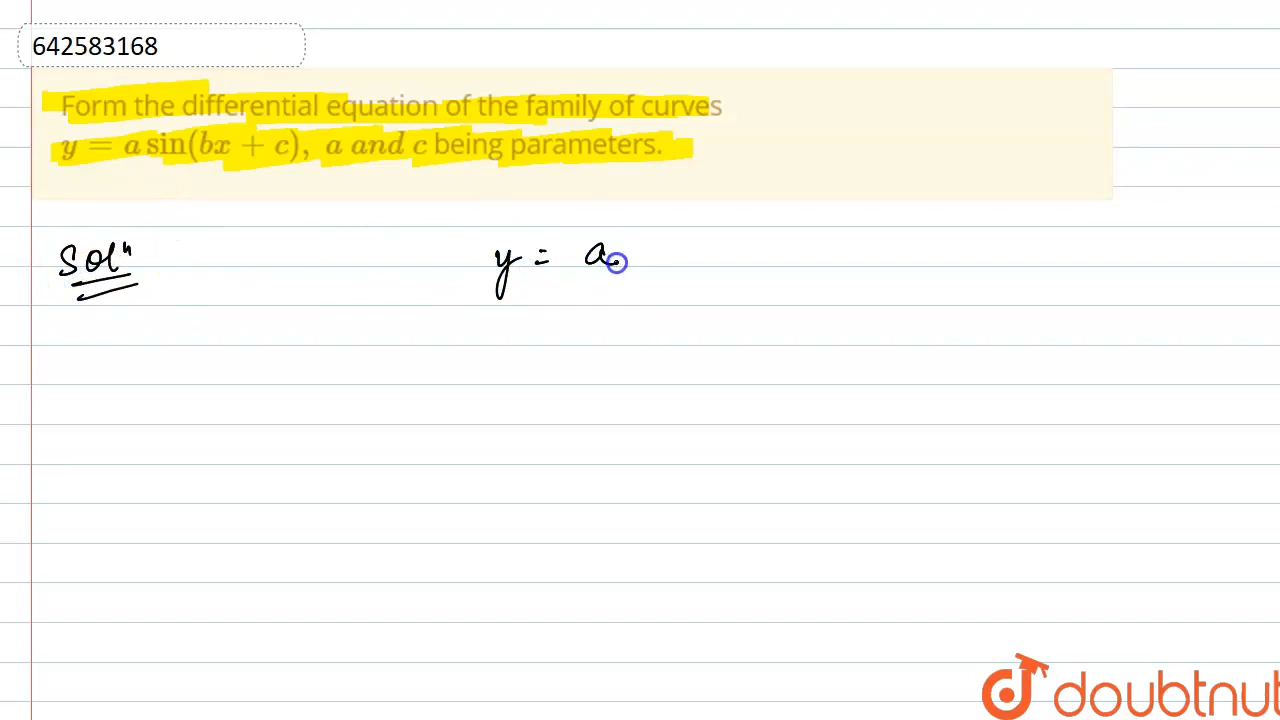 642583168
Form the differential equation of the family of curves
y = a sin(bx + c), a and c being parameters.
Solⁿ y = a
doubtnut